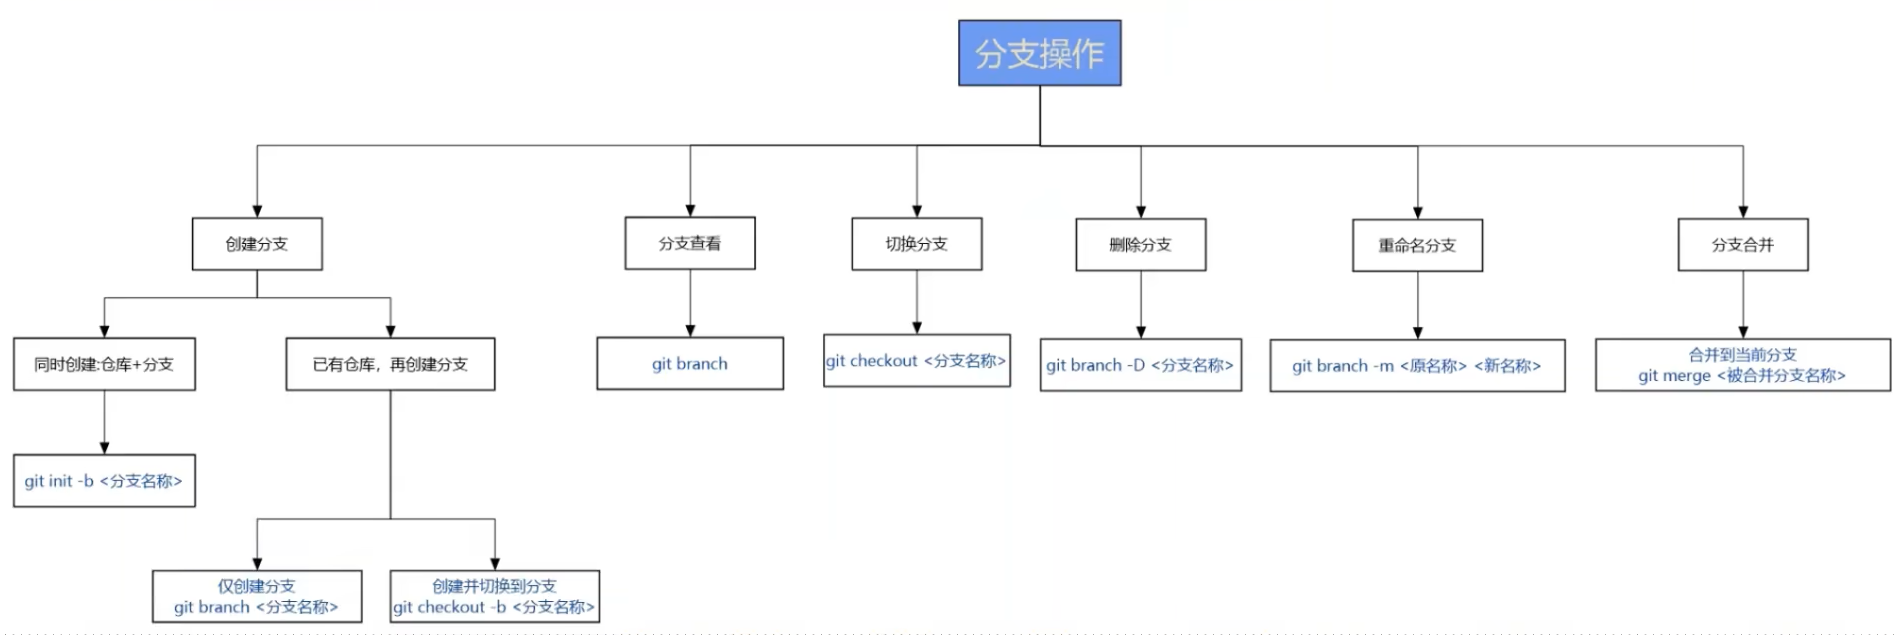 分支操作
创建分支
分支查看
切换分支
删除分支
重命名分支
分支合并
同时创建:仓库+分支
已有仓库，再创建分支
git branch
git checkout <分支名称>
git branch -D <分支名称>
git branch -m <原名称> <新名称>
合并到当前分支
git merge <被合并分支名称>
git init -b <分支名称>
仅创建分支
git branch <分支名称>
创建并切换到分支
git checkout -b <分支名称>